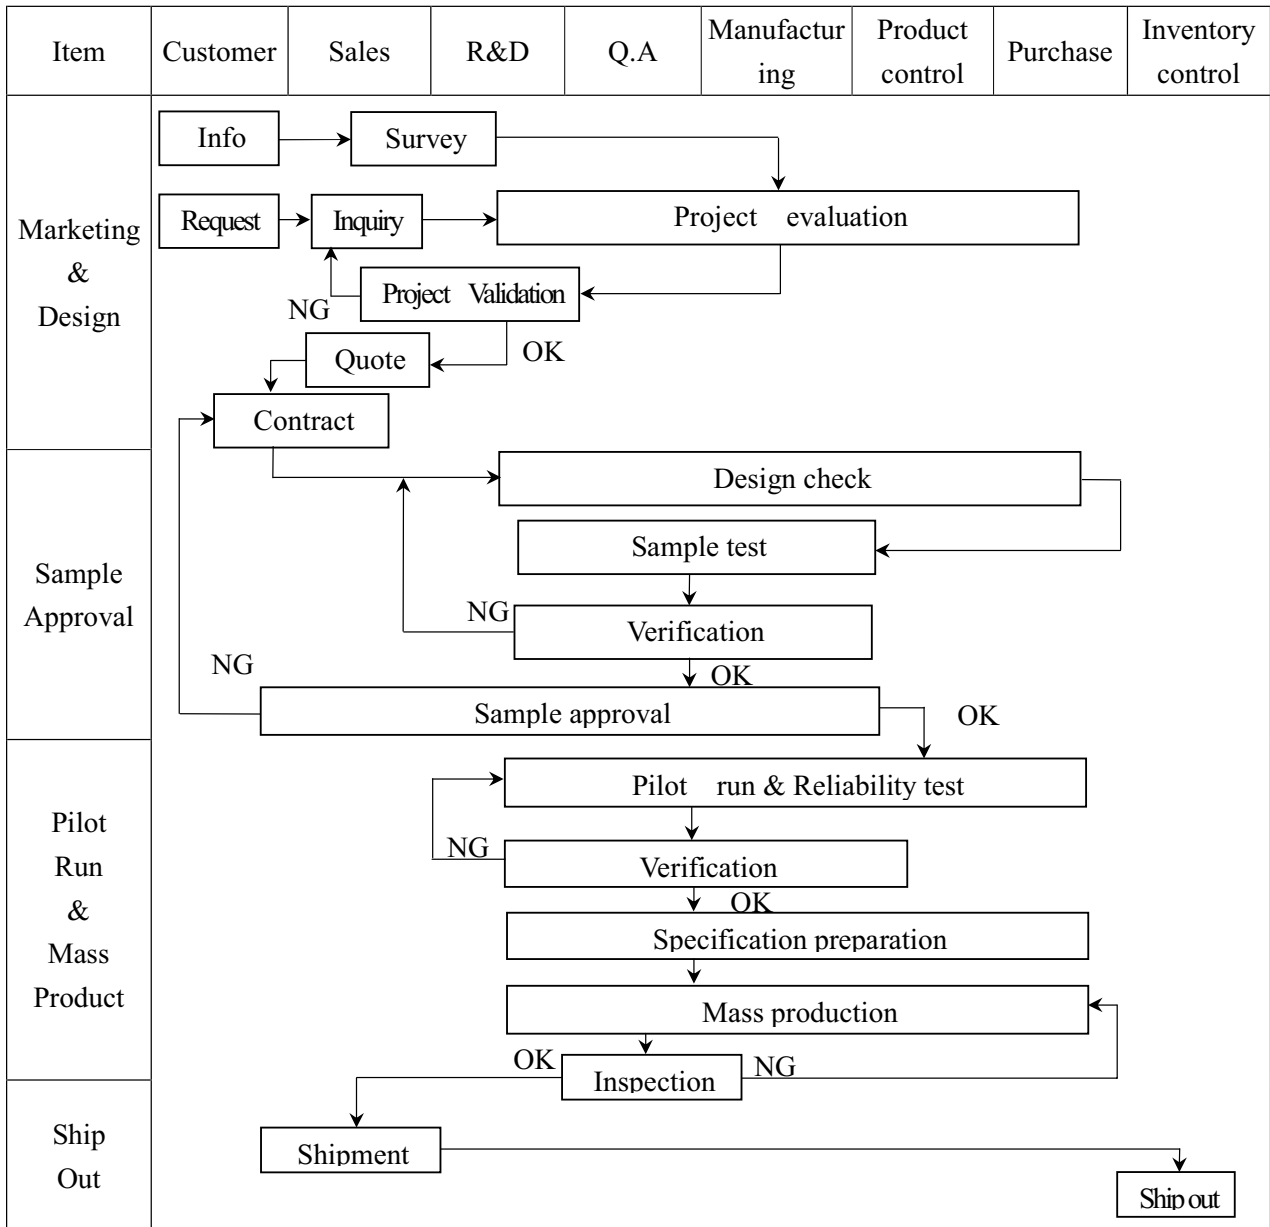 Item
Customer
Sales
R&D
Q.A
Manufactur
ing
Product
control
Purchase
Inventory
control
Marketing
&
Design
Info
Survey
Request
Inquiry
Project evaluation
Project Validation
NG
OK
Quote
Contract
Sample
Approval
Design check
Sample test
NG
Verification
OK
NG
Sample approval
OK
Pilot
Run
&
Mass
Product
Pilot run & Reliability test
NG
Verification
OK
Specification preparation
Mass production
OK
Inspection
NG
Ship
Out
Shipment
Ship out